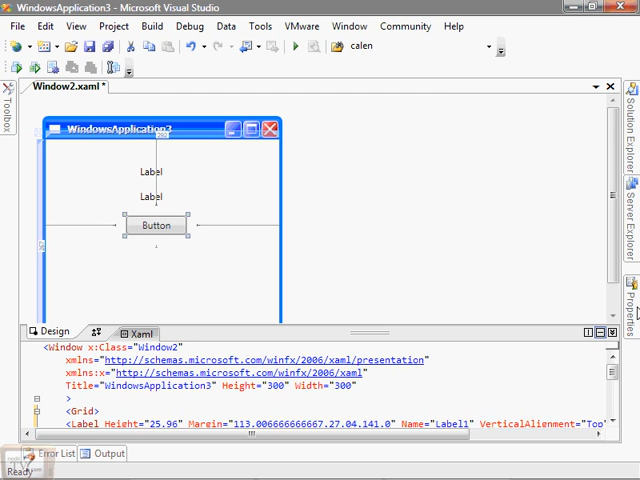 WindowsApplication3 - Microsoft Visual Studio
File Edit View Project Build Debug Data Tools VMware Window Community Help
calen
Window2.xaml *
Toolbox
Solution Explorer
Server Explorer
Properties
WindowsApplication3
292
Label
Label
Button
Design
Xaml
<Window x:Class="Window2"
xmlns="http://schemas.microsoft.com/winfx/2006/xaml/presentation"
xmlns:x="http://schemas.microsoft.com/winfx/2006/xaml
Title="WindowsApplication3" Height="300" Width="300"
>
<Grid>
<Label Height="25.96" Margin="113.006666666667,27.04,141,0" Name="Label1" VerticalAlignment="Top"
Error List Output
Ready